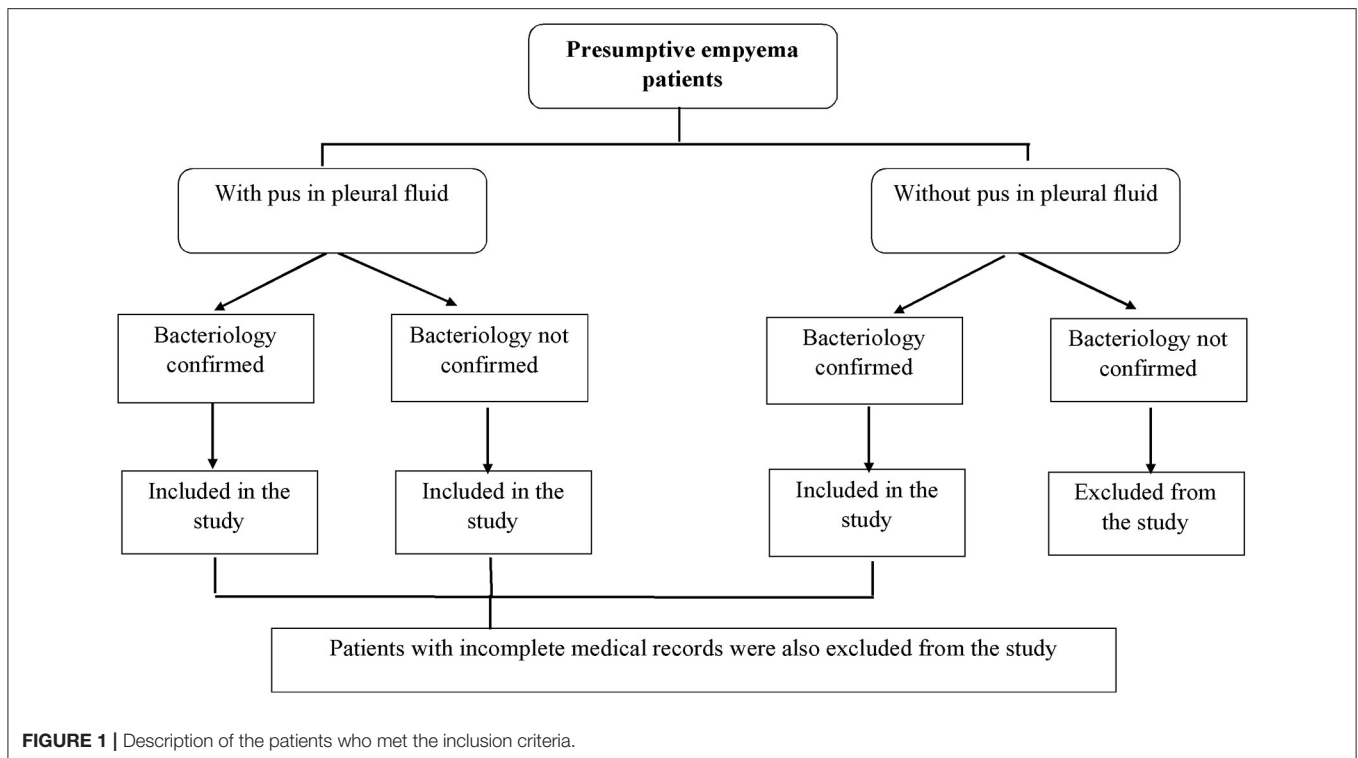 Presumptive empyema
patients
With pus in pleural fluid
Without pus in pleural fluid
Bacteriology
confirmed
Bacteriology not
confirmed
Bacteriology
confirmed
Bacteriology not
confirmed
Included in the
study
Included in the
study
Included in the
study
Excluded from
the study
Patients with incomplete medical records were also excluded from the study
FIGURE 1 | Description of the patients who met the inclusion criteria.